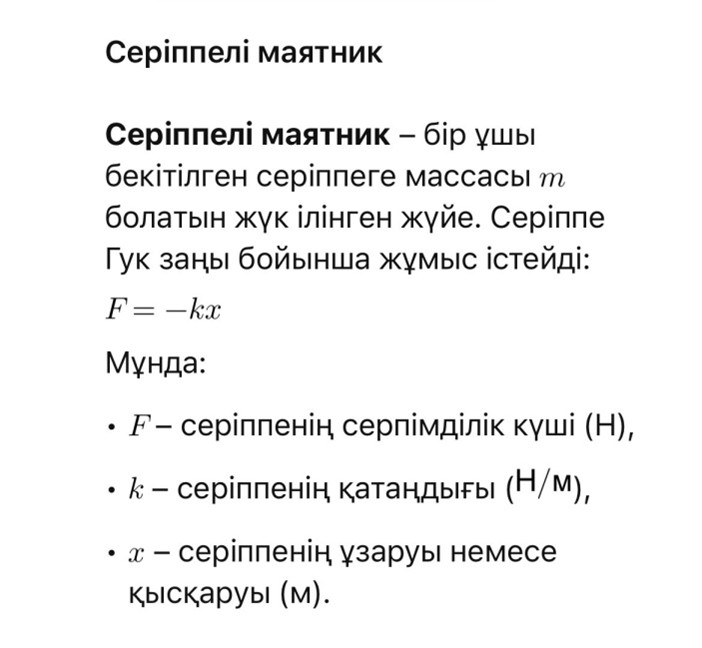 Серіппелі маятник
Серіппелі маятник – бір ұшы
бекітілген серіппеге массасы m
болатын жүк ілінген жүйе. Серіппе
Гук заңы бойынша жұмыс істейді:
F = −kx
Мұнда:
• F – серіппенің серпімділік күші (Н),
• k – серіппенің қатаңдығы (Н/м),
• x – серіппенің ұзаруы немесе
қысқаруы (м).